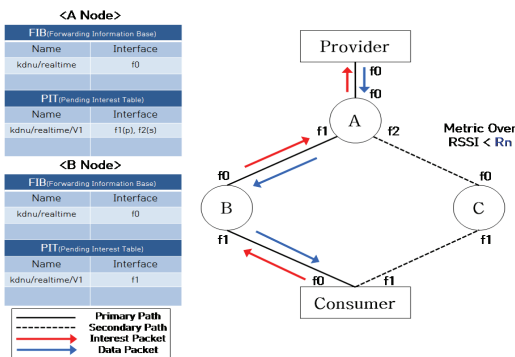 <A Node>
FIB(Forwarding Information Base)
Name Interface
kdnu/realtime f0
PIT(Pending Interest Table)
Name Interface
kdnu/realtime/V1 f1(p), f2(s)
<B Node>
FIB(Forwarding Information Base)
Name Interface
kdnu/realtime f0
PIT(Pending Interest Table)
Name Interface
kdnu/realtime/V1 f1
Primary Path
Secondary Path
Interest Packet
Data Packet
Provider
f0
f0
A
f1 f2
Metric Over
RSSI < Rn
f0 f0
B C
f1 f1
f0 f1
Consumer